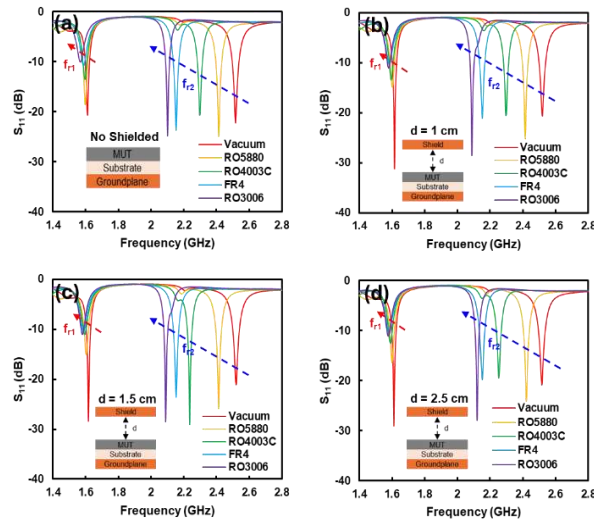 (a)
0
-10
-20
-30
-40
S11 (dB)
fr1
fr2
No Shielded
MUT
Substrate
Groundplane
Vacuum
RO5880
RO4003C
FR4
RO3006
1.4 1.6 1.8 2 2.2 2.4 2.6 2.8
Frequency (GHz)
(b)
0
-10
-20
-30
-40
S11 (dB)
fr1
fr2
d = 1 cm
Shield
d
MUT
Substrate
Groundplane
Vacuum
RO5880
RO4003C
FR4
RO3006
1.4 1.6 1.8 2 2.2 2.4 2.6 2.8
Frequency (GHz)
(c)
0
-10
-20
-30
-40
S11 (dB)
fr1
fr2
d = 1.5 cm
Shield
d
MUT
Substrate
Groundplane
Vacuum
RO5880
RO4003C
FR4
RO3006
1.4 1.6 1.8 2 2.2 2.4 2.6 2.8
Frequency (GHz)
(d)
0
-10
-20
-30
-40
S11 (dB)
fr1
fr2
d = 2.5 cm
Shield
d
MUT
Substrate
Groundplane
Vacuum
RO5880
RO4003C
FR4
RO3006
1.4 1.6 1.8 2 2.2 2.4 2.6 2.8
Frequency (GHz)